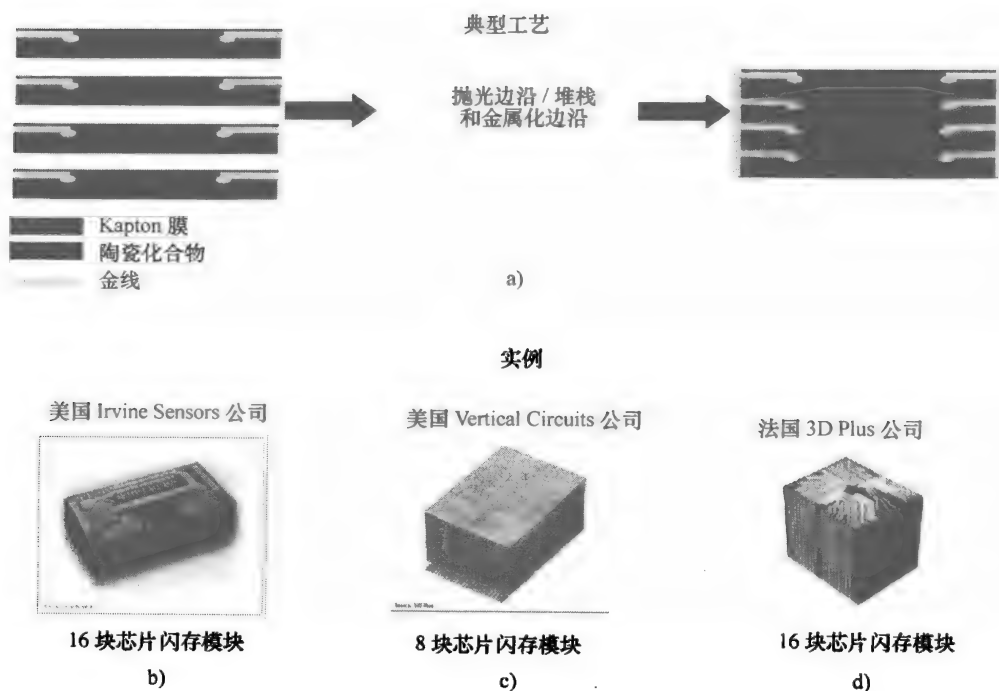 典型工艺
抛光边沿 / 堆栈
和金属化边沿
Kapton 膜
陶瓷化合物
金线
a)
实例
美国 Irvine Sensors 公司
美国 Vertical Circuits 公司
法国 3D Plus 公司
16 块芯片闪存模块
8 块芯片闪存模块
16 块芯片闪存模块
b)
c)
d)